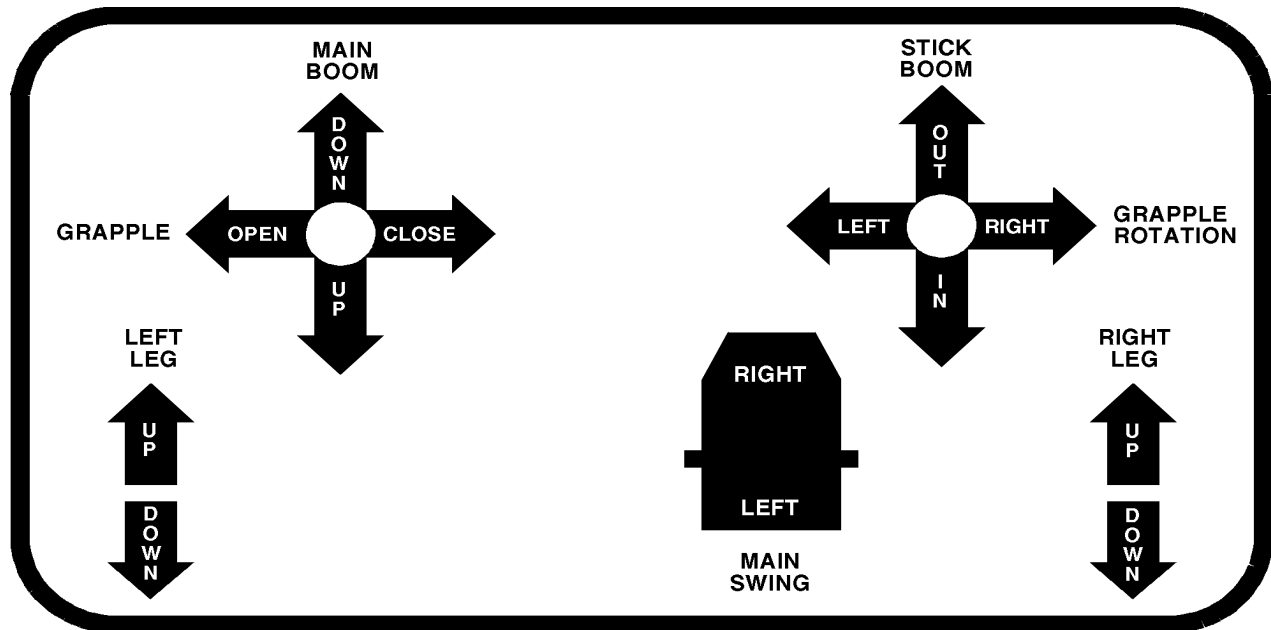 MAIN
BOOM
DOWN
GRAPPLE
OPEN
CLOSE
UP
LEFT
LEG
UP
DOWN
STICK
BOOM
OUT
LEFT
RIGHT
GRAPPLE
ROTATION
IN
RIGHT
LEFT
MAIN
SWING
RIGHT
LEG
UP
DOWN